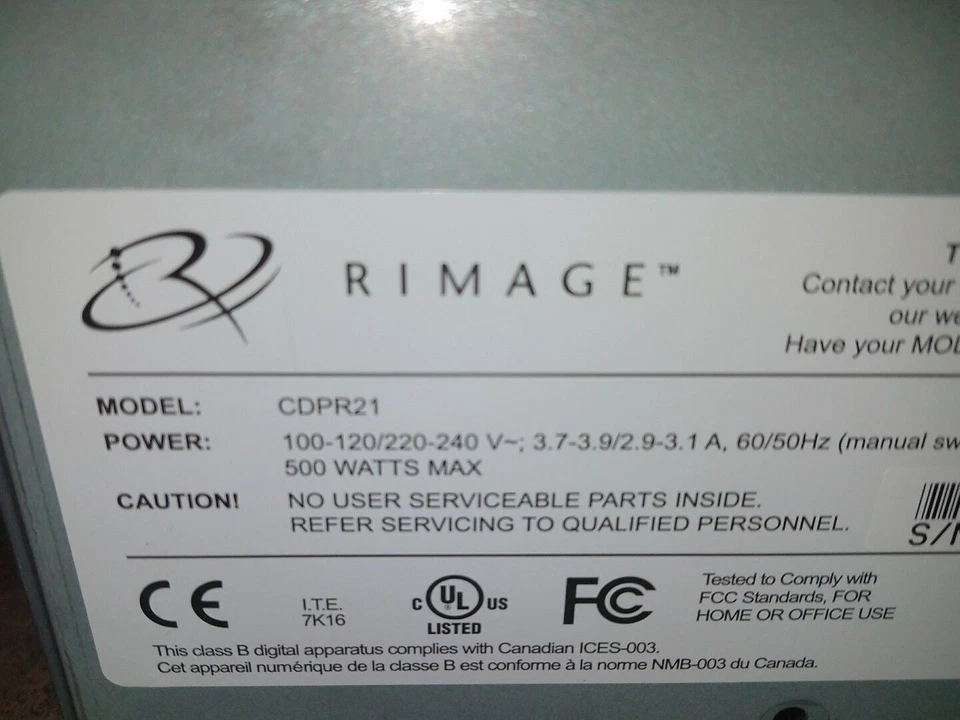 RIMAGE™
T
Contact your
our we
Have your MOD
MODEL: CDPR21
POWER: 100-120/220-240 V~; 3.7-3.9/2.9-3.1 A, 60/50Hz (manual sw
500 WATTS MAX
CAUTION! NO USER SERVICEABLE PARTS INSIDE.
REFER SERVICING TO QUALIFIED PERSONNEL.
S/N
CE
I.T.E.
7K16
C UL US
LISTED
FCC
Tested to Comply with
FCC Standards, FOR
HOME OR OFFICE USE
This class B digital apparatus complies with Canadian ICES-003.
Cet appareil numérique de la classe B est conforme à la norme NMB-003 du Canada.